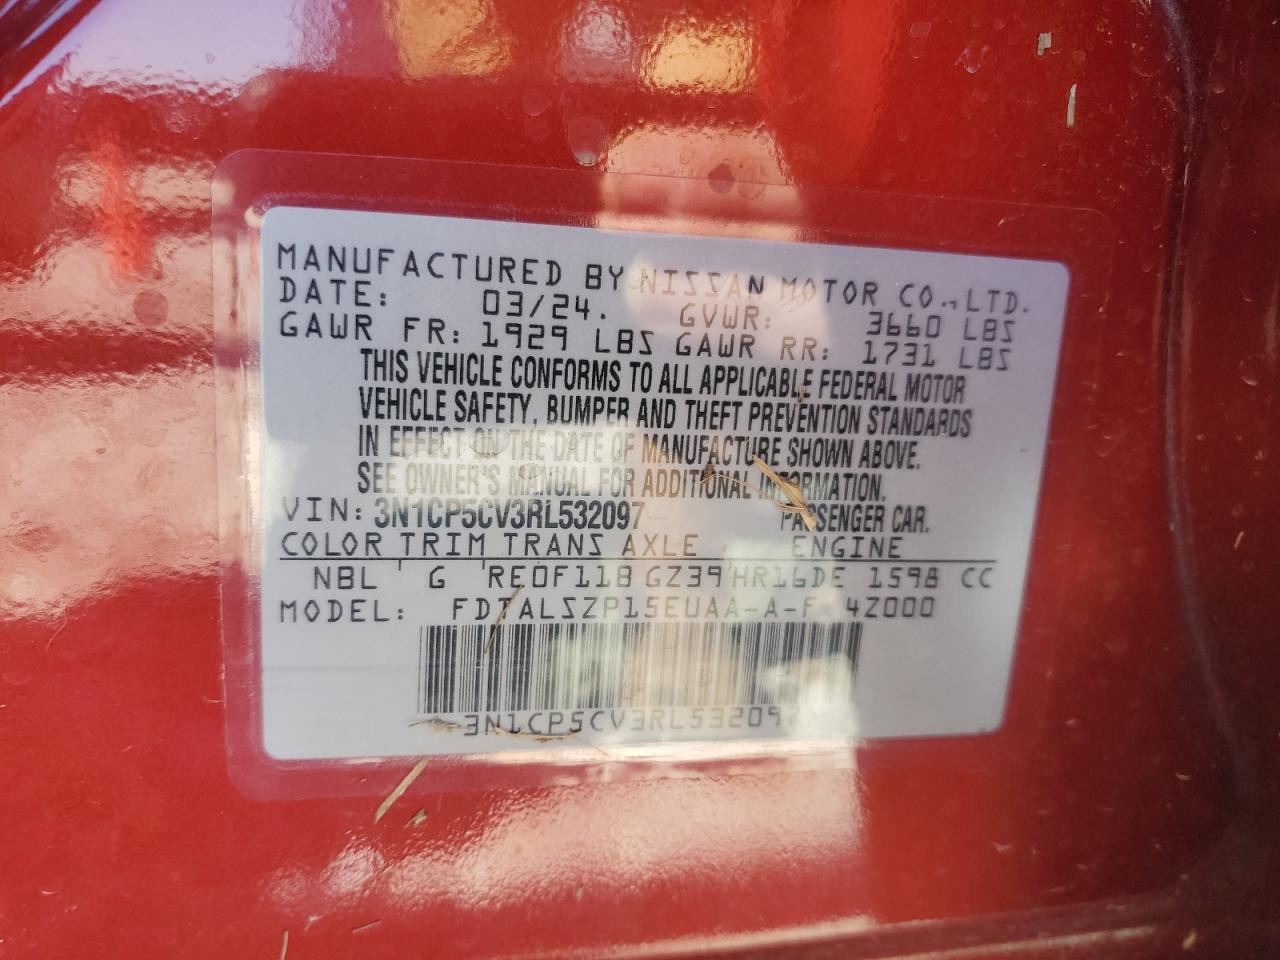 MANUFACTURED BY NISSAN MOTOR CO.,LTD.
DATE: 03/24. GVWR: 3660 LBS
GAWR FR: 1929 LBS GAWR RR: 1731 LBS
THIS VEHICLE CONFORMS TO ALL APPLICABLE FEDERAL MOTOR
VEHICLE SAFETY, BUMPER AND THEFT PREVENTION STANDARDS
IN EFFECT ON THE DATE OF MANUFACTURE SHOWN ABOVE.
SEE OWNER'S MANUAL FOR ADDITIONAL INFORMATION.
VIN: 3N1CP5CV3RL532097 PASSENGER CAR.
COLOR TRIM TRANS AXLE ENGINE
NBL G RE0F11B GZ39 HR16DE 1598 CC
MODEL: FDTALSZP15EUAA-A-F 4Z000
3N1CP5CV3RL532097